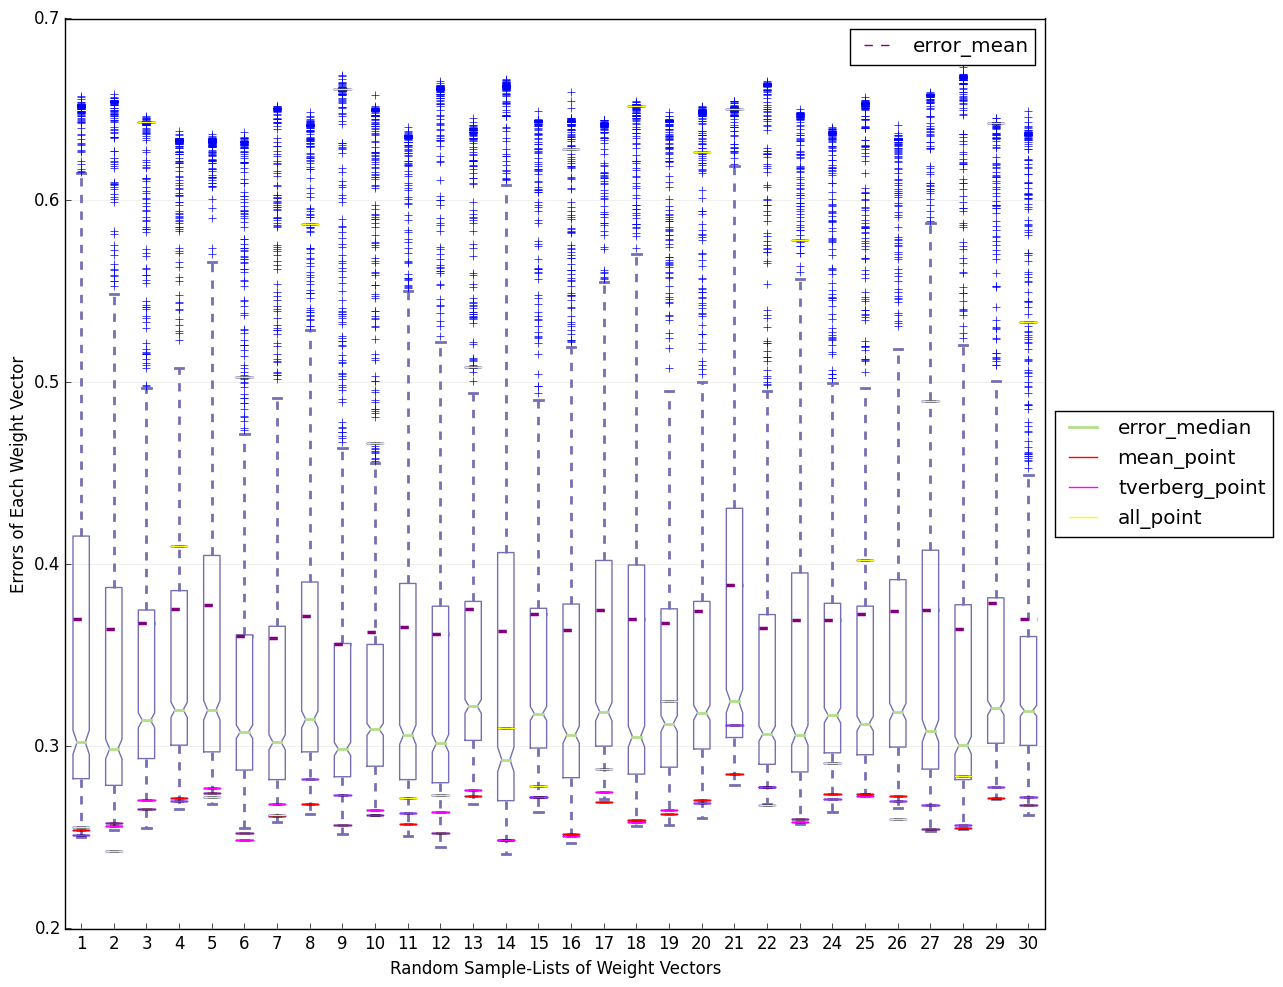 0.7
0.6
0.5
0.4
0.3
0.2
Errors of Each Weight Vector
error_mean
error_median
mean_point
tverberg_point
all_point
1 2 3 4 5 6 7 8 9 10 11 12 13 14 15 16 17 18 19 20 21 22 23 24 25 26 27 28 29 30
Random Sample-Lists of Weight Vectors